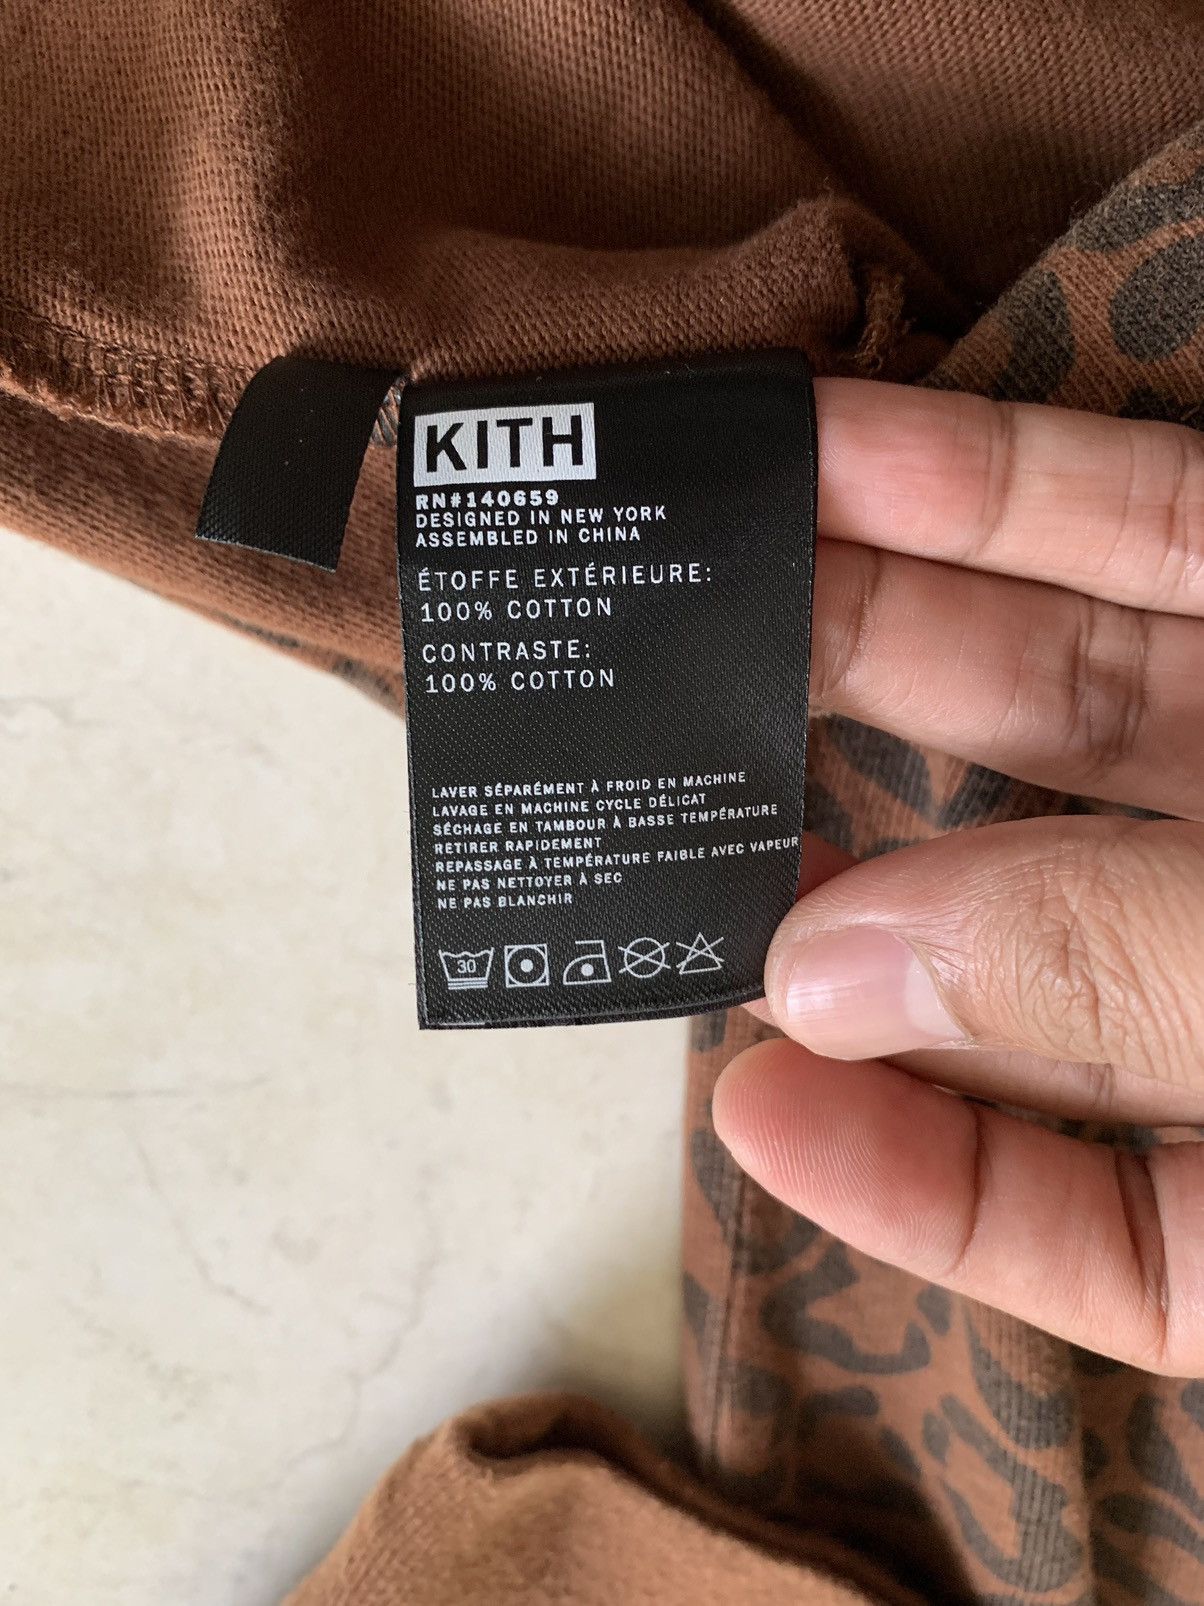 KITH
RN#140659
DESIGNED IN NEW YORK
ASSEMBLED IN CHINA
ÉTOFFE EXTÉRIEURE:
100% COTTON
CONTRASTE:
100% COTTON
LAVER SÉPARÉMENT À FROID EN MACHINE
LAVAGE EN MACHINE CYCLE DÉLICAT
SÉCHAGE EN TAMBOUR À BASSE TEMPÉRATURE
RETIRER RAPIDEMENT
REPASSAGE À TEMPÉRATURE FAIBLE AVEC VAPEUR
NE PAS NETTOYER À SEC
NE PAS BLANCHIR
30